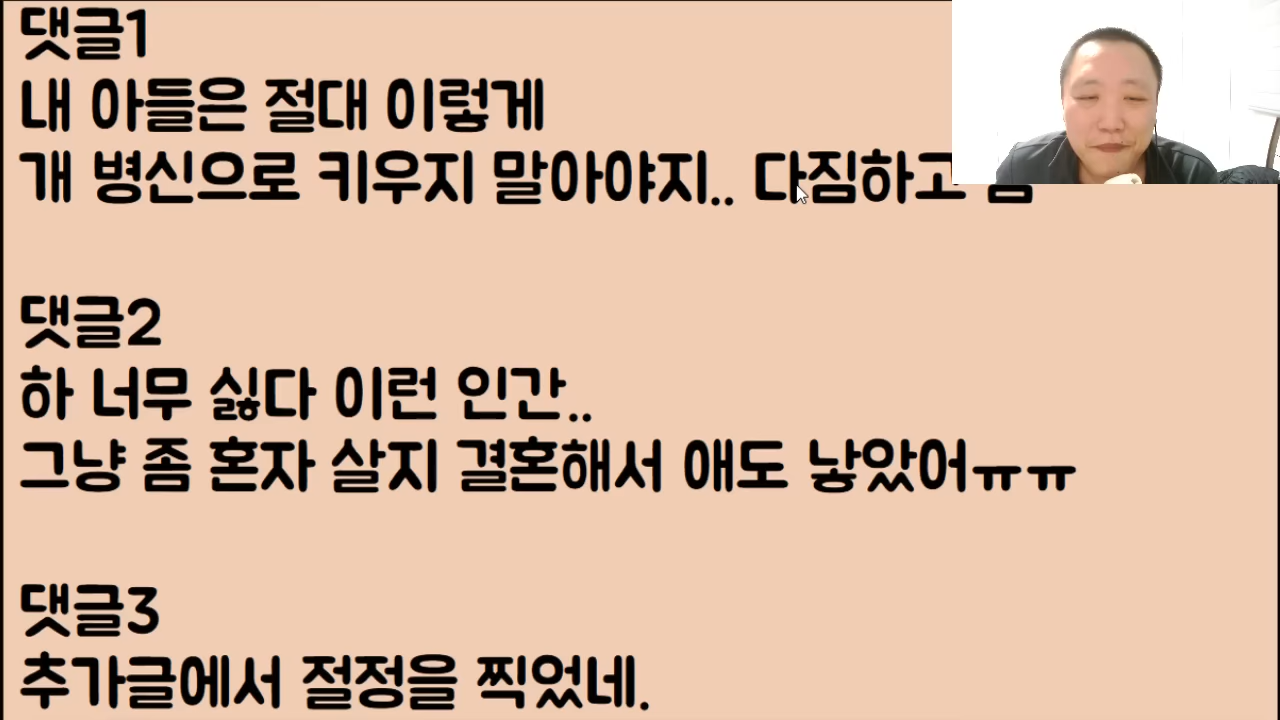 댓글1
내 아들은 절대 이렇게
개 병신으로 키우지 말아야지.. 다짐하고
댓글2
하 너무 싫다 이런 인간..
그냥 좀 혼자 살지 결혼해서 애도 낳았어ㅠㅠ
댓글3
추가글에서 절정을 찍었네.